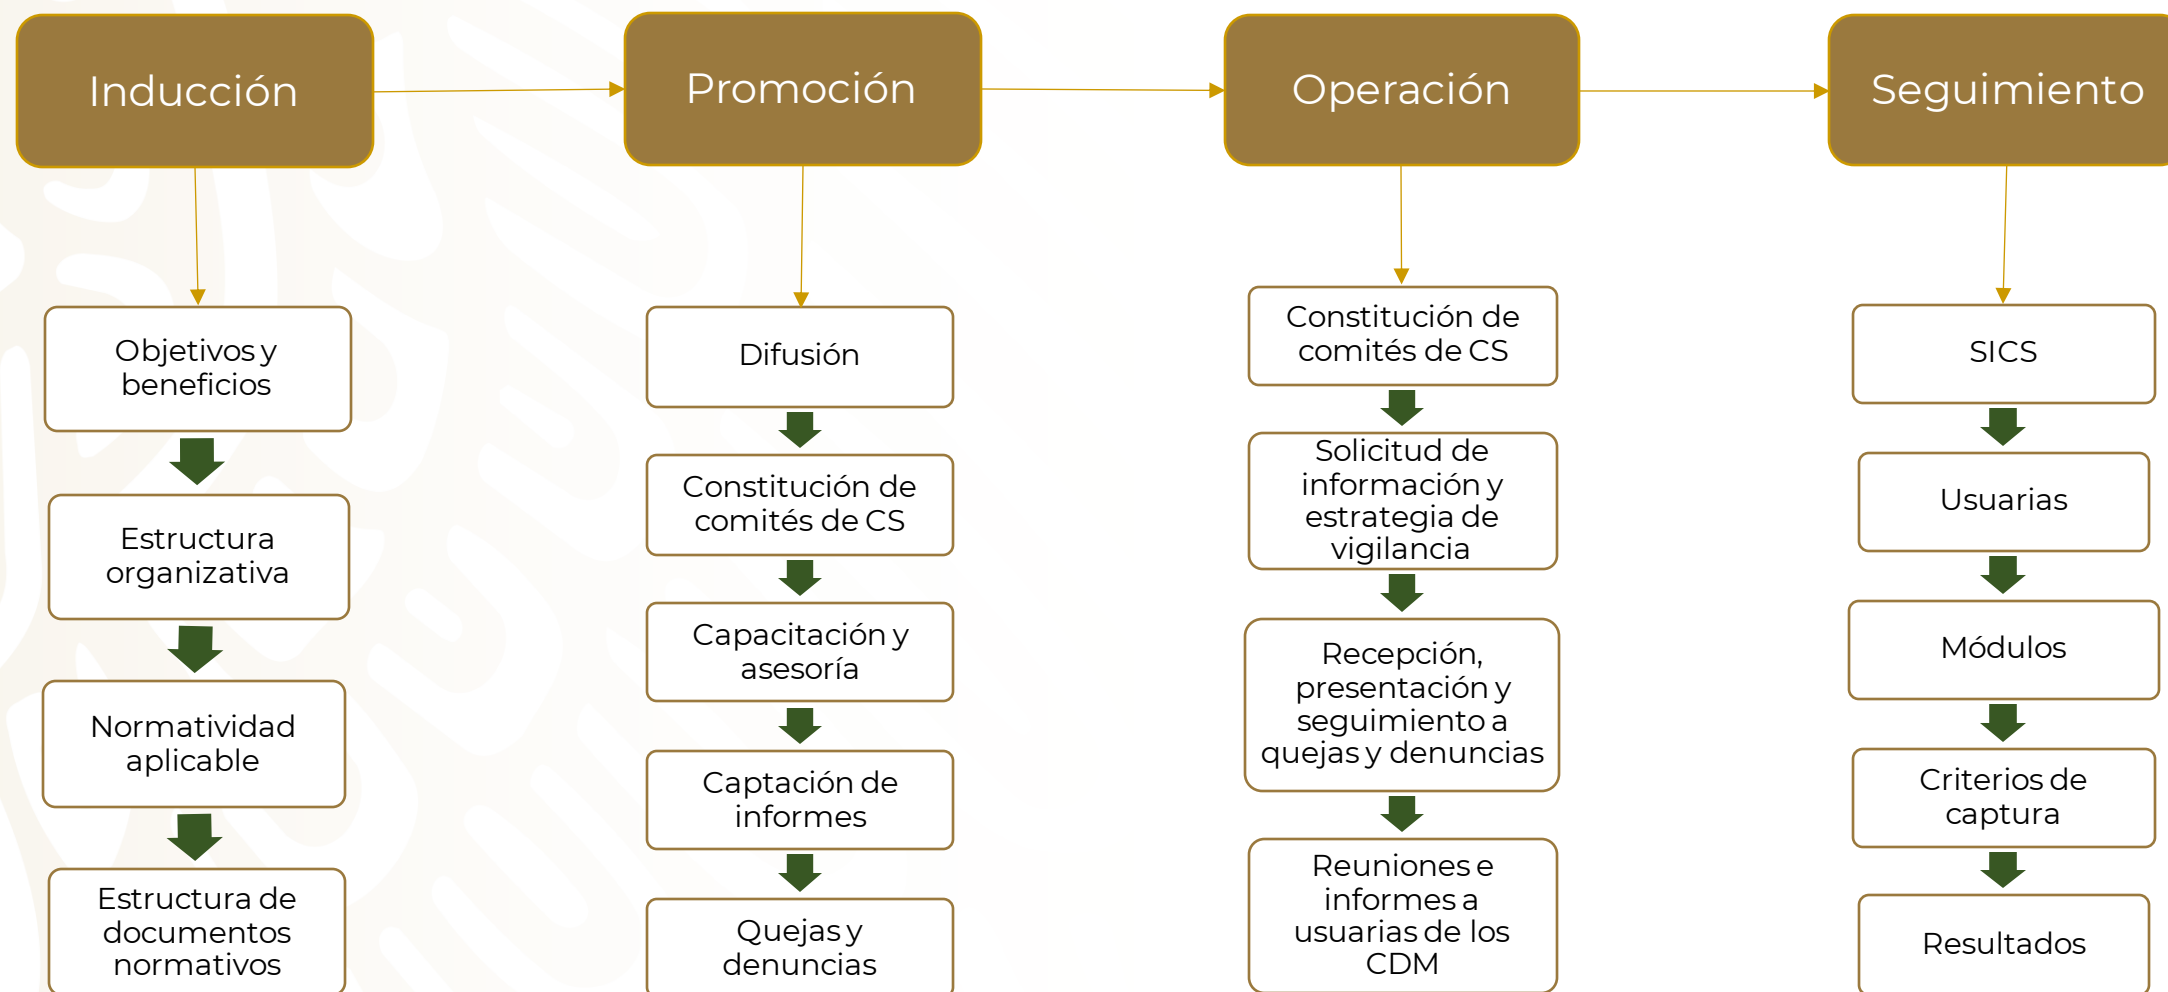 Inducción
Promoción
Operación
Seguimiento
Objetivos y
beneficios
Estructura
organizativa
Normatividad
aplicable
Estructura de
documentos
normativos
Difusión
Constitución de
comités de CS
Capacitación y
asesoría
Captación de
informes
Quejas y
denuncias
Constitución de
comités de CS
Solicitud de
información y
estrategia de
vigilancia
Recepción,
presentación y
seguimiento a
quejas y denuncias
Reuniones e
informes a
usuarias de los
CDM
SICS
Usuarias
Módulos
Criterios de
captura
Resultados